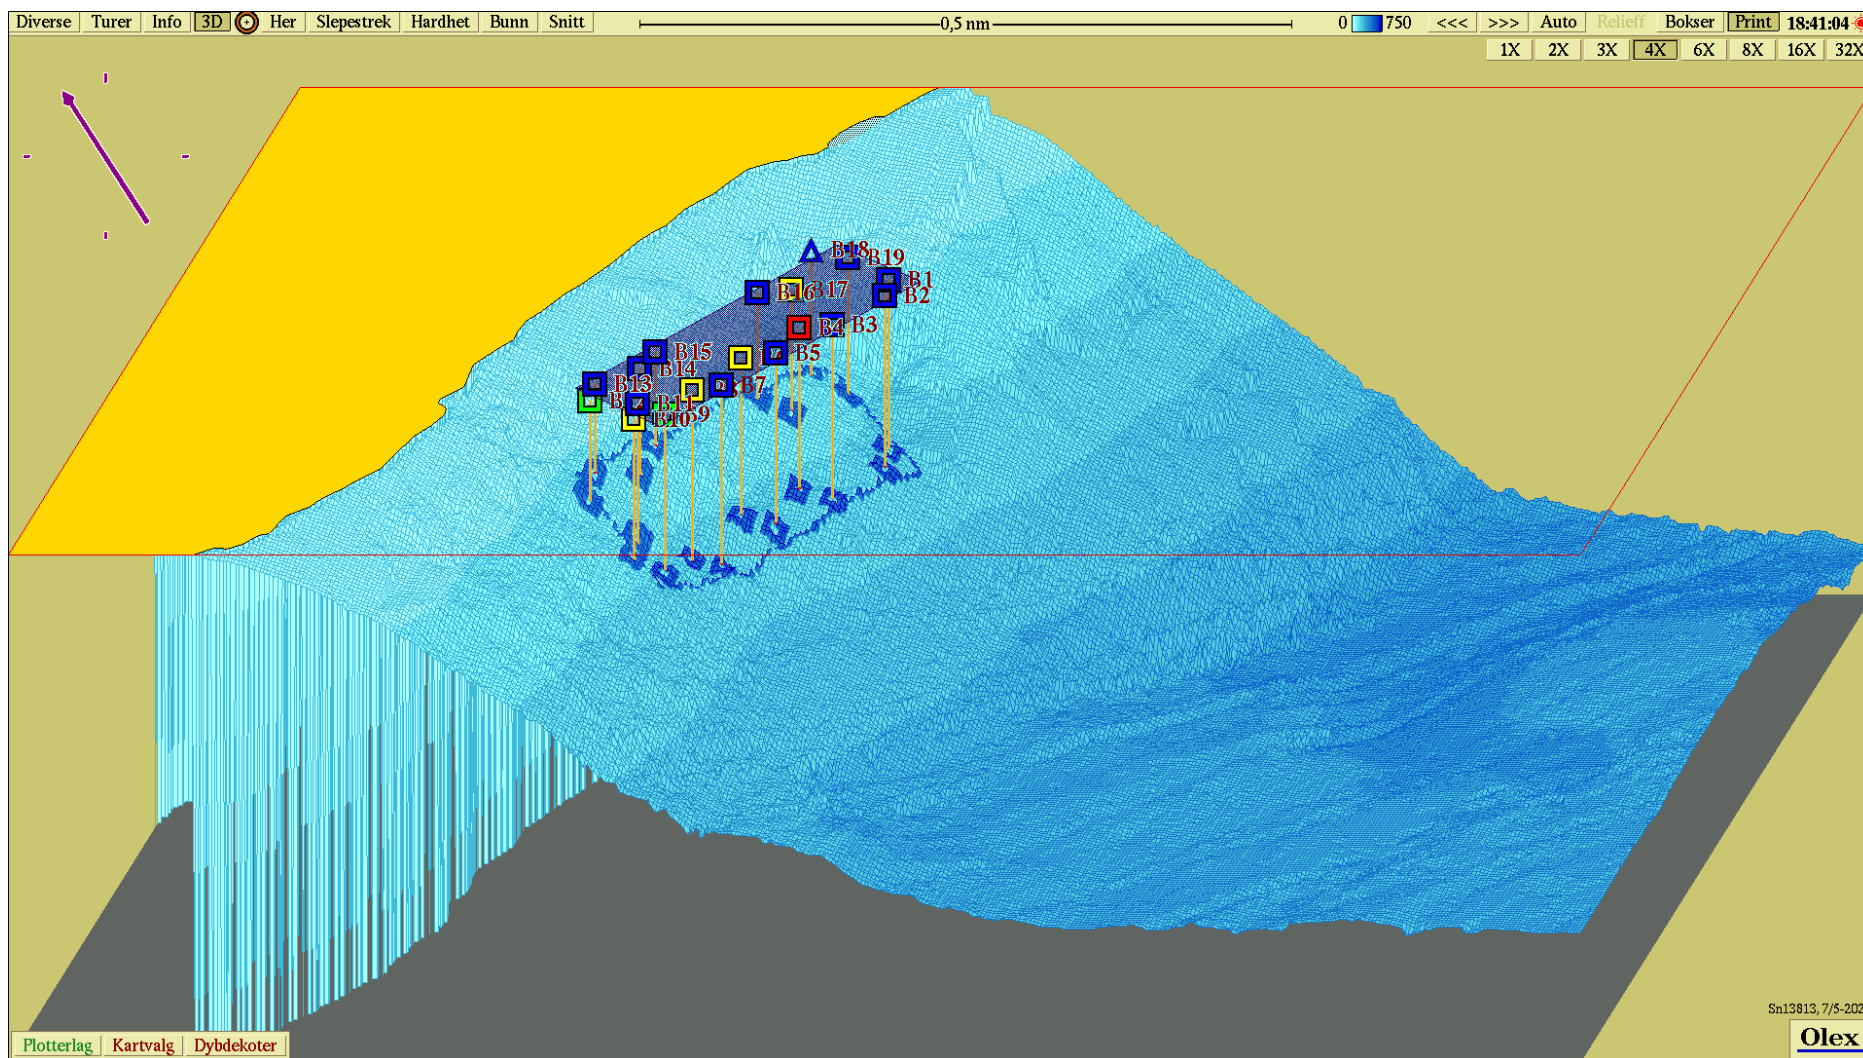 Diverse Turer Info 3D Her Slepestrek Hardhet Bunn Snitt 0,5 nm 0 750 <<< >>> Auto Relieff Bokser Print 18:41:04
1X 2X 3X 4X 6X 8X 16X 32X
B18
B19
B1
B16 B17
B2
B4 B3
B15 B5
B14
B13 B7
B11
B10 B9
Sn13813, 7/5-202
Plotterlag Kartvalg Dybdekoter
Olex